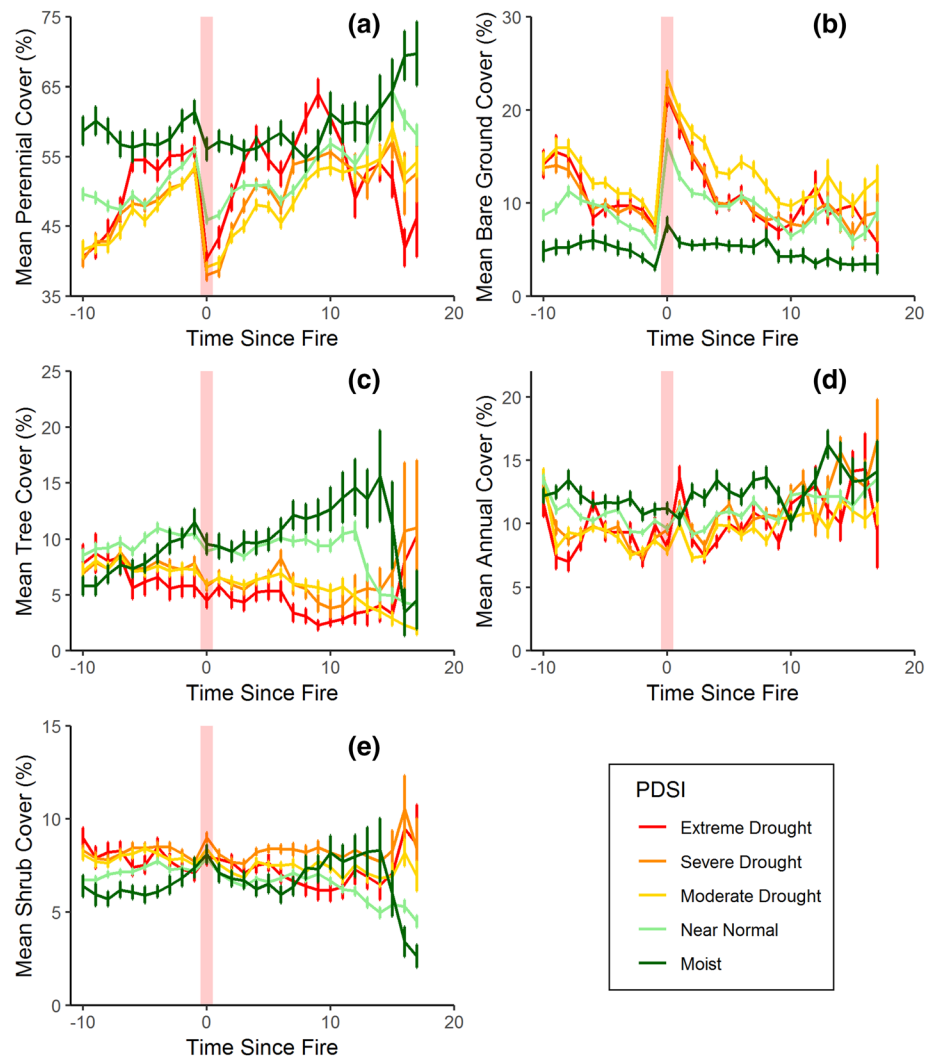 (a)
Mean Perennial Cover (%)
75
65
55
45
35
-10
0
10
20
Time Since Fire
(b)
Mean Bare Ground Cover (%)
30
20
10
0
-10
0
10
20
Time Since Fire
(c)
Mean Tree Cover (%)
25
20
15
10
5
0
-10
0
10
20
Time Since Fire
(d)
Mean Annual Cover (%)
20
15
10
5
0
-10
0
10
20
Time Since Fire
(e)
Mean Shrub Cover (%)
15
10
5
0
-10
0
10
20
Time Since Fire
PDSI
Extreme Drought
Severe Drought
Moderate Drought
Near Normal
Moist